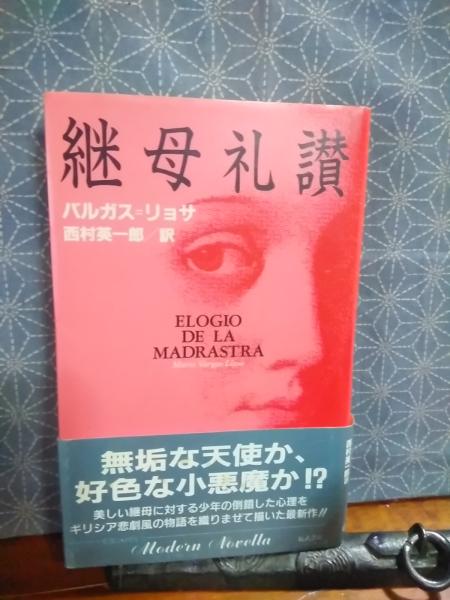 継母礼讃
バルガス=リョサ
西村英一郎/訳
ELOGIO
DE LA
MADRASTRA
Mario Vargas Llosa
無垢な天使か、
好色な小悪魔か!?
美しい継母に対する少年の倒錯した心理を
ギリシア悲劇風の物語を織りまぜて描いた最新作!!
Modern Novella